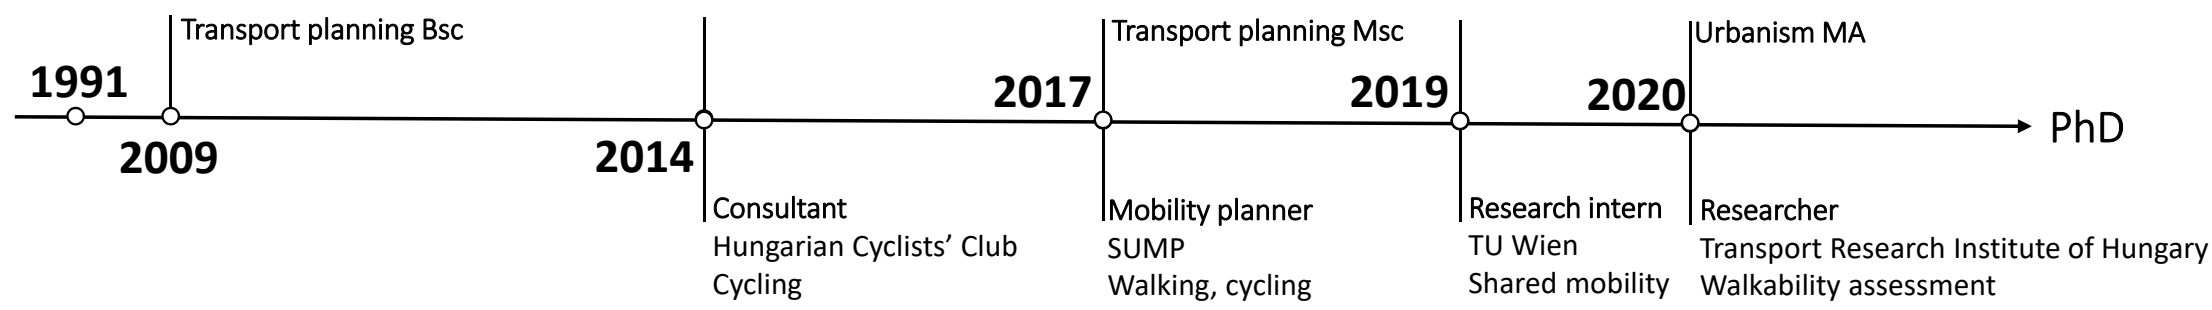 Transport planning Bsc
Transport planning Msc
Urbanism MA
1991
2009
2014
2017
2019
2020
PhD
Consultant
Hungarian Cyclists’ Club
Cycling
Mobility planner
SUMP
Walking, cycling
Research intern
TU Wien
Shared mobility
Researcher
Transport Research Institute of Hungary
Walkability assessment